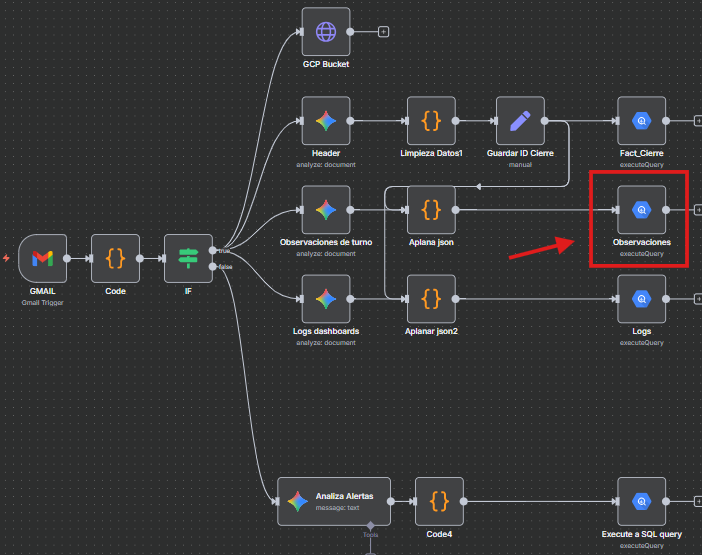 GCP Bucket
Header
analyze: document
Limpieza Datos1
Guardar ID Cierre
manual
Fact_Cierre
executeQuery
Observaciones de turno
analyze: document
Aplana json
Observaciones
executeQuery
GMAIL
Gmail Trigger
Code
IF
true
false
Logs dashboards
analyze: document
Aplanar json2
Logs
executeQuery
Analiza Alertas
message: text
Tools
Code4
Execute a SQL query
executeQuery